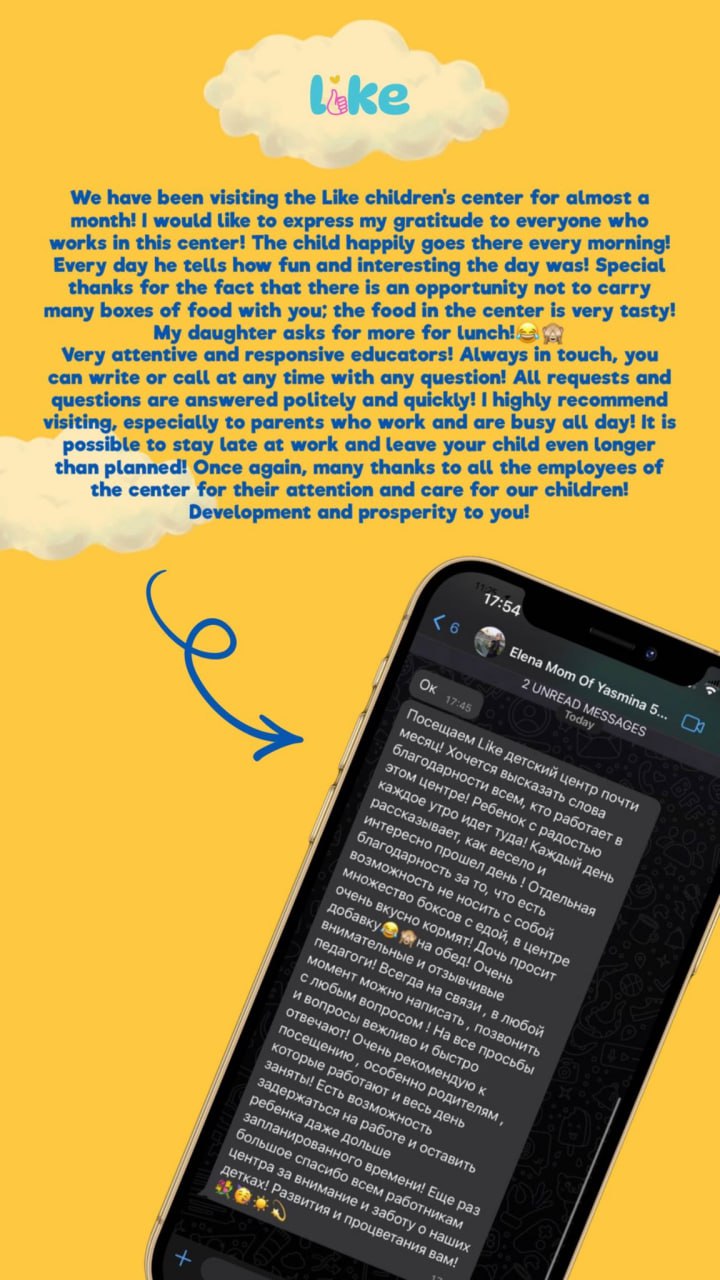 like
We have been visiting the Like children's center for almost a
month! I would like to express my gratitude to everyone who
works in this center! The child happily goes there every morning!
Every day he tells how fun and interesting the day was! Special
thanks for the fact that there is an opportunity not to carry
many boxes of food with you; the food in the center is very tasty!
My daughter asks for more for lunch!😂🙈
Very attentive and responsive educators! Always in touch, you
can write or call at any time with any question! All requests and
questions are answered politely and quickly! I highly recommend
visiting, especially to parents who work and are busy all day! It is
possible to stay late at work and leave your child even longer
than planned! Once again, many thanks to all the employees of
the center for their attention and care for our children!
Development and prosperity to you!
17:54
6
Elena Mom Of Yasmina 5...
2 UNREAD MESSAGES
Today
Ок 17:45
Посещаем Like детский центр почти
месяц! Хочется высказать слова
благодарности всем, кто работает в
этом центре! Ребенок с радостью
каждое утро идет туда! Каждый день
рассказывает, как весело и
интересно прошел день ! Отдельная
благодарность за то, что есть
возможность не носить с собой
множество боксов с едой, в центре
очень вкусно кормят! Дочь просит
добавку😂🙈на обед! Очень
внимательные и отзывчивые
педагоги! Всегда на связи , в любой
момент можно написать , позвонить
с любым вопросом ! На все просьбы
и вопросы вежливо и быстро
отвечают! Очень рекомендую к
посещению , особенно родителям ,
которые работают и весь день
заняты! Есть возможность
задержаться на работе и оставить
ребенка даже дольше
запланированного времени! Еще раз
большое спасибо всем работникам
центра за внимание и заботу о наших
детках! Развития и процветания вам!
💐🥳☀️💫